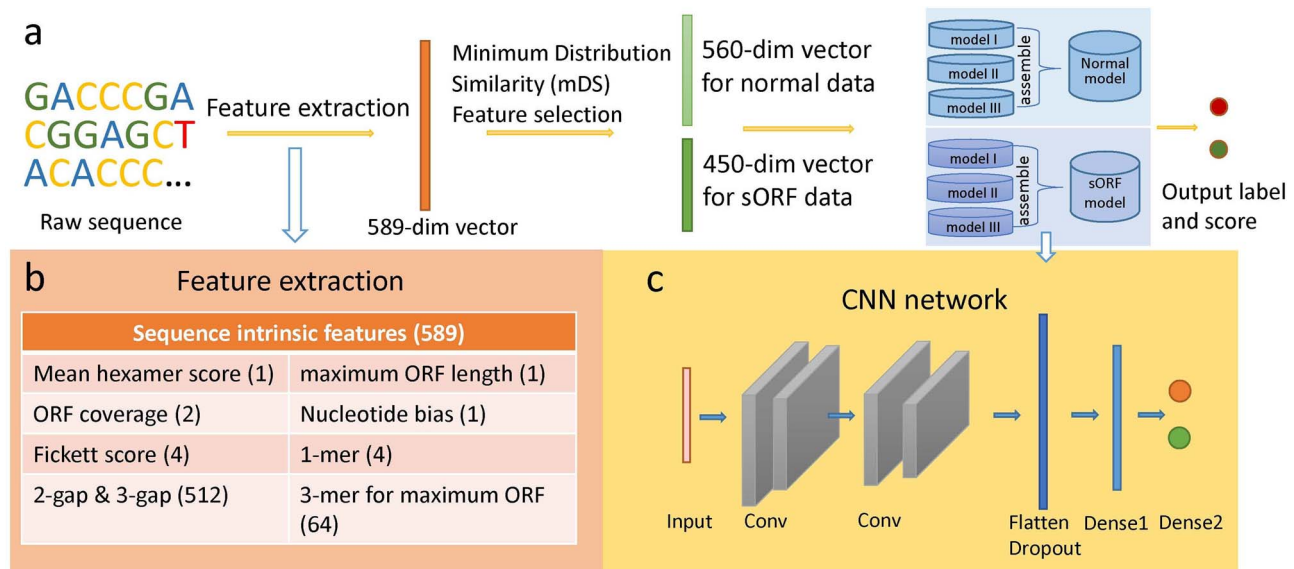 a
GACCCGA
CGGAGCT
ACACCC...
Raw sequence
Feature extraction
589-dim vector
Minimum Distribution
Similarity (mDS)
Feature selection
560-dim vector
for normal data
450-dim vector
for sORF data
model I
model II
model III
assemble
Normal
model
model I
model II
model III
assemble
sORF
model
Output label
and score
b
Feature extraction
Sequence intrinsic features (589)
Mean hexamer score (1)
maximum ORF length (1)
ORF coverage (2)
Nucleotide bias (1)
Fickett score (4)
1-mer (4)
2-gap & 3-gap (512)
3-mer for maximum ORF
(64)
c
CNN network
Input
Conv
Conv
Flatten
Dropout
Dense1
Dense2